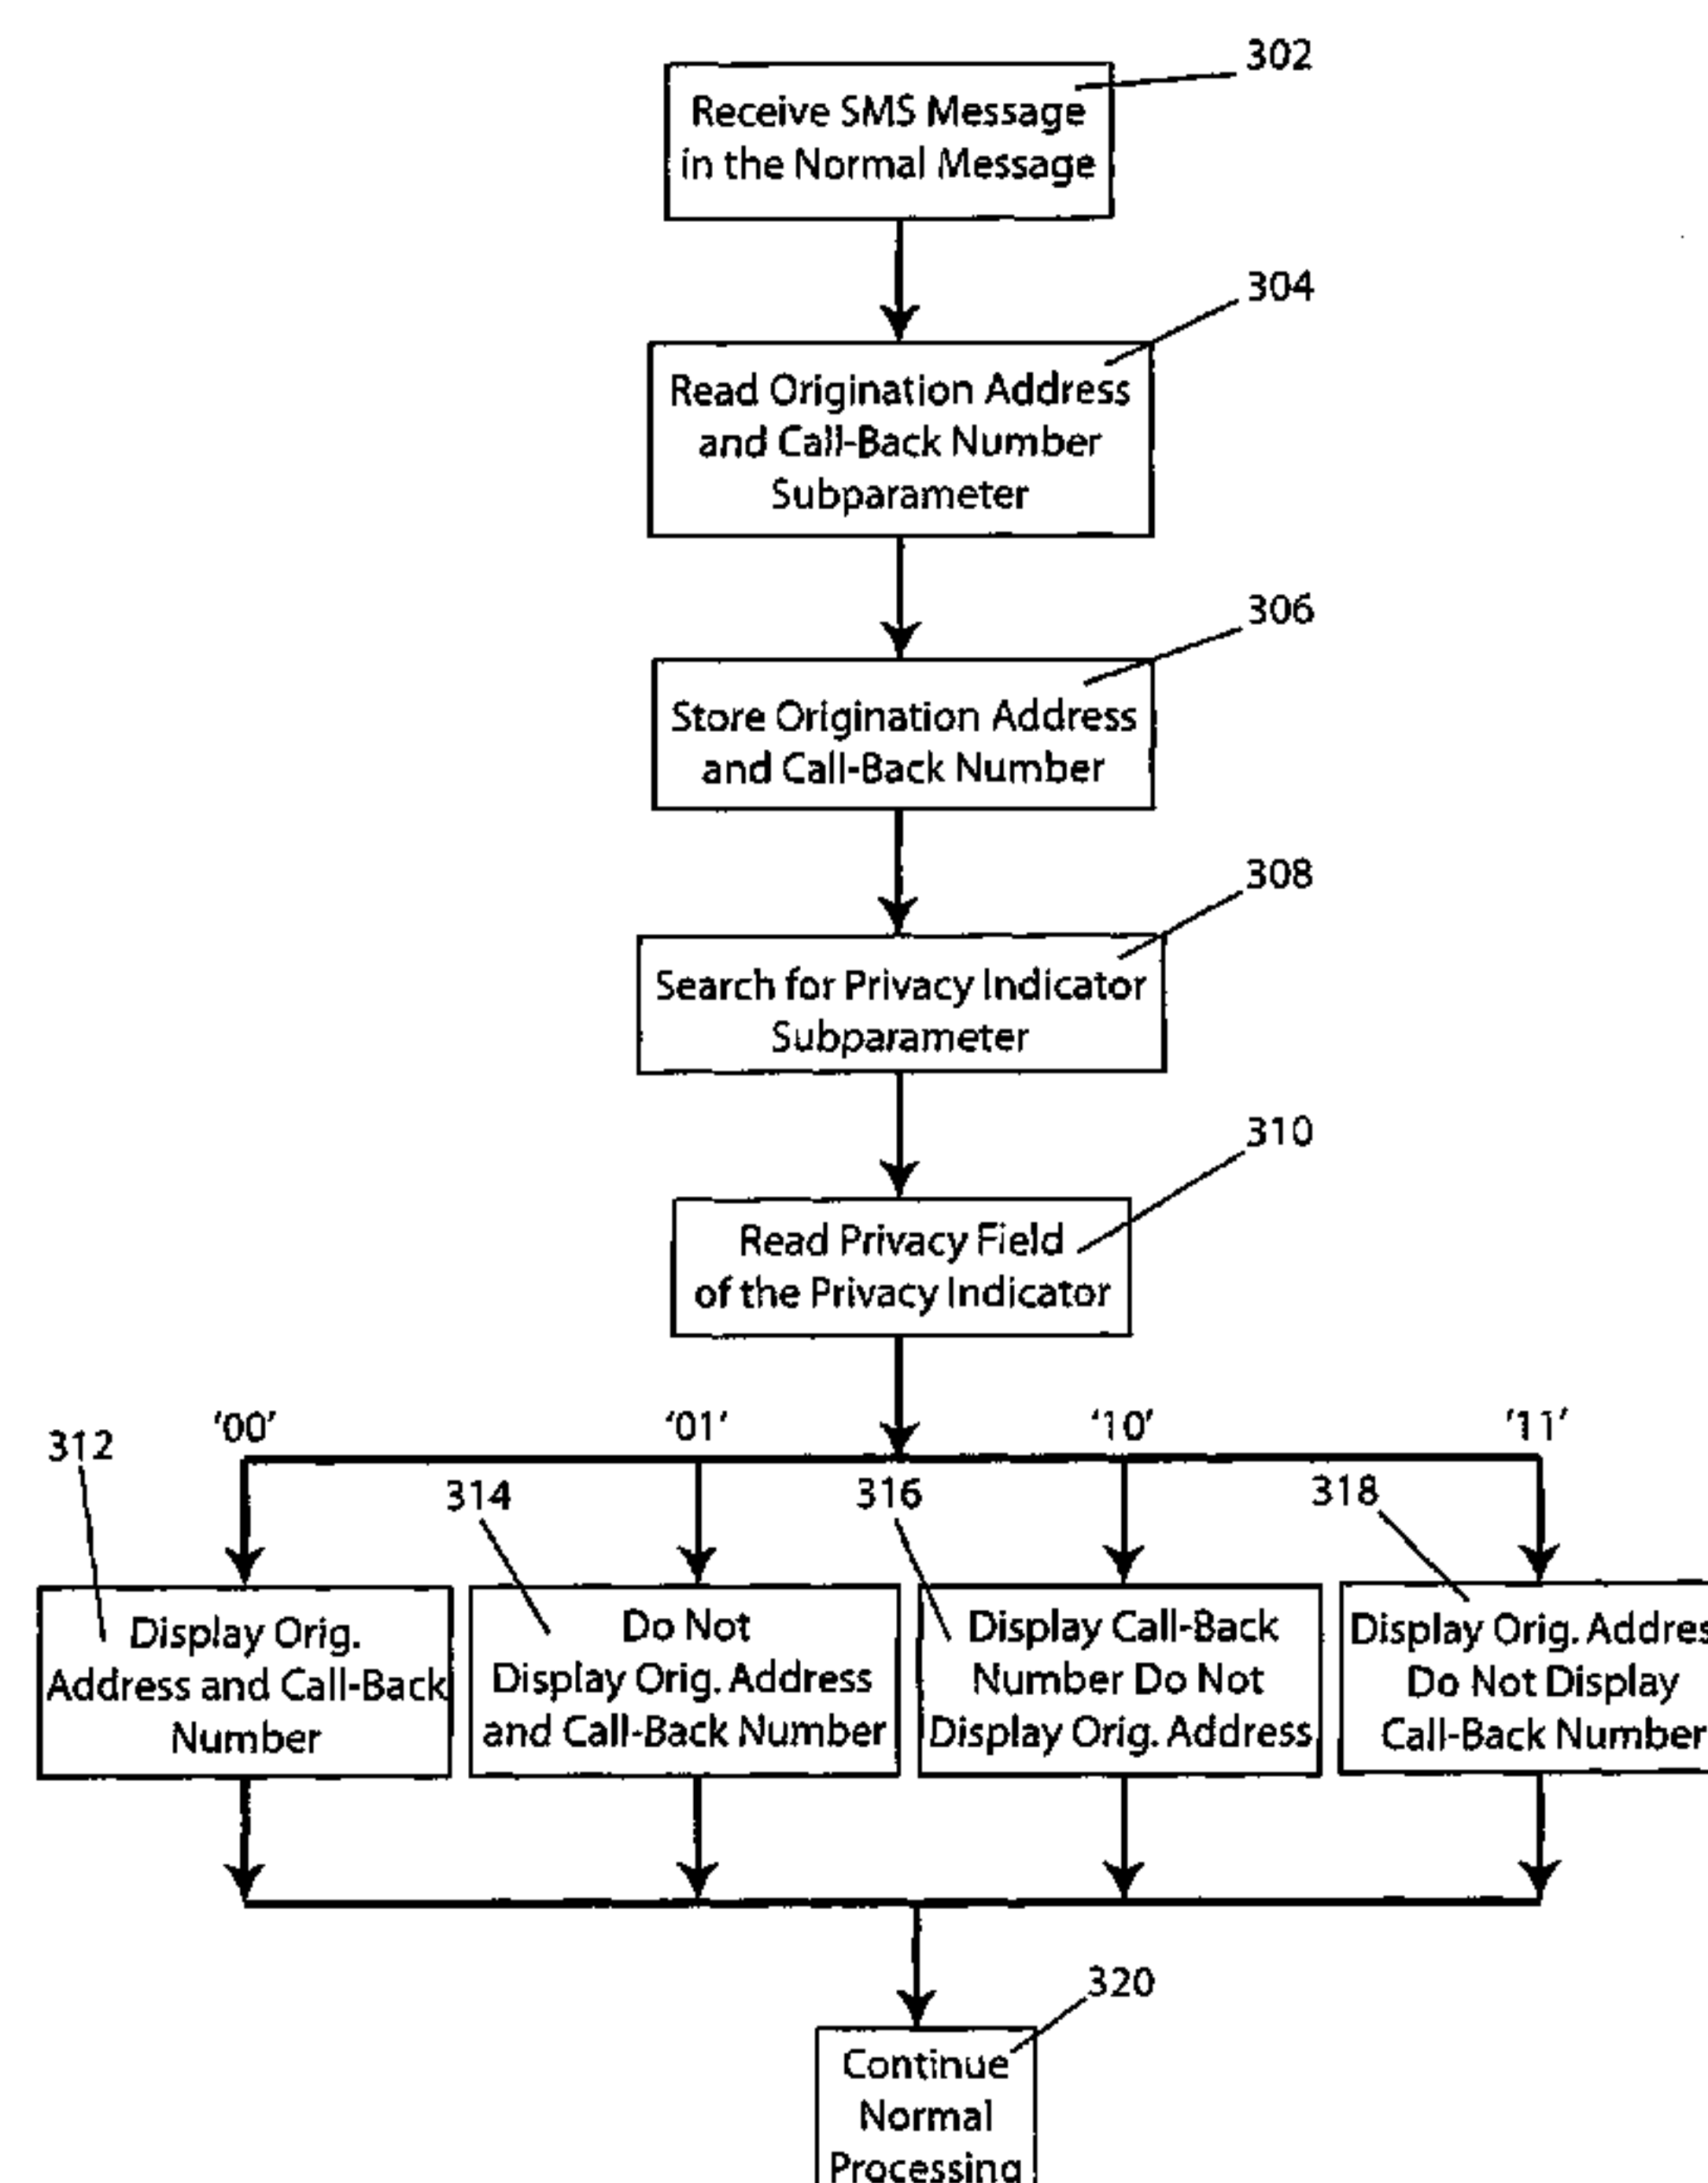 302
Receive SMS Message
in the Normal Message
304
Read Origination Address
and Call-Back Number
Subparameter
306
Store Origination Address
and Call-Back Number
308
Search for Privacy Indicator
Subparameter
310
Read Privacy Field
of the Privacy Indicator
'00'
'01'
'10'
'11'
312
314
316
318
Display Orig.
Address and Call-Back
Number
Do Not
Display Orig. Address
and Call-Back Number
Display Call-Back
Number Do Not
Display Orig. Address
Display Orig.
Do Not Display
Call-Back Number
320
Continue
Normal
Processing